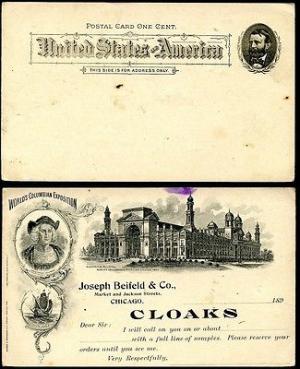 POSTAL CARD ONE CENT.
United States of America
THIS SIDE IS FOR ADDRESS ONLY.
WORLD'S COLUMBIAN EXPOSITION
Joseph Beifeld & Co.,
Market and Jackson Streets,
CHICAGO.
189
CLOAKS
Dear Sir:
I will call on you on or about
with a full line of samples. Please reserve your
orders until you see me.
Very Respectfully,